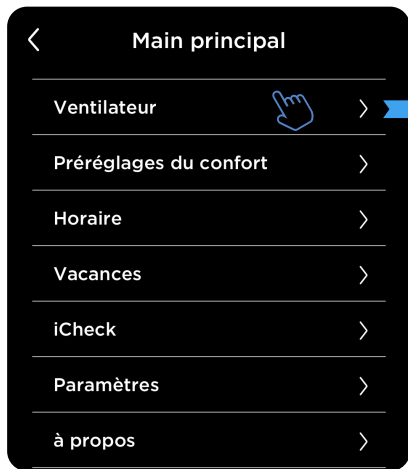 Main principal
Ventilateur
Préréglages du confort
Horaire
Vacances
iCheck
Paramètres
à propos